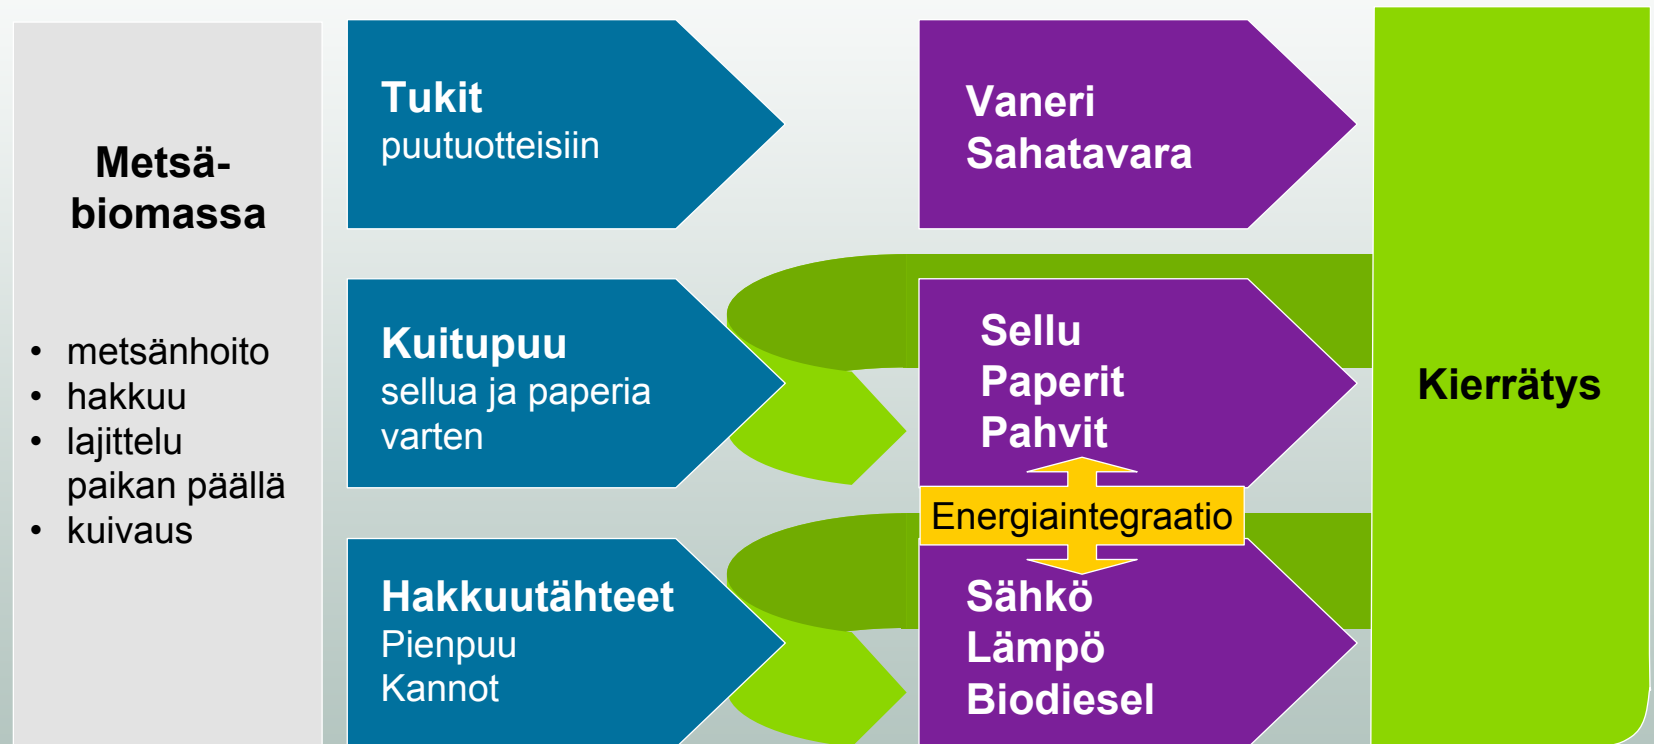 Metsä-
biomassa
• metsänhoito
• hakkuu
• lajittelu
paikan päällä
• kuivaus
Tukit
puutuotteisiin
Vaneri
Sahatavara
Kuitupuu
sellua ja paperia
varten
Sellu
Paperit
Pahvit
Energiaintegraatio
Hakkuutähteet
Pienpuu
Kannot
Sähkö
Lämpö
Biodiesel
Kierrätys